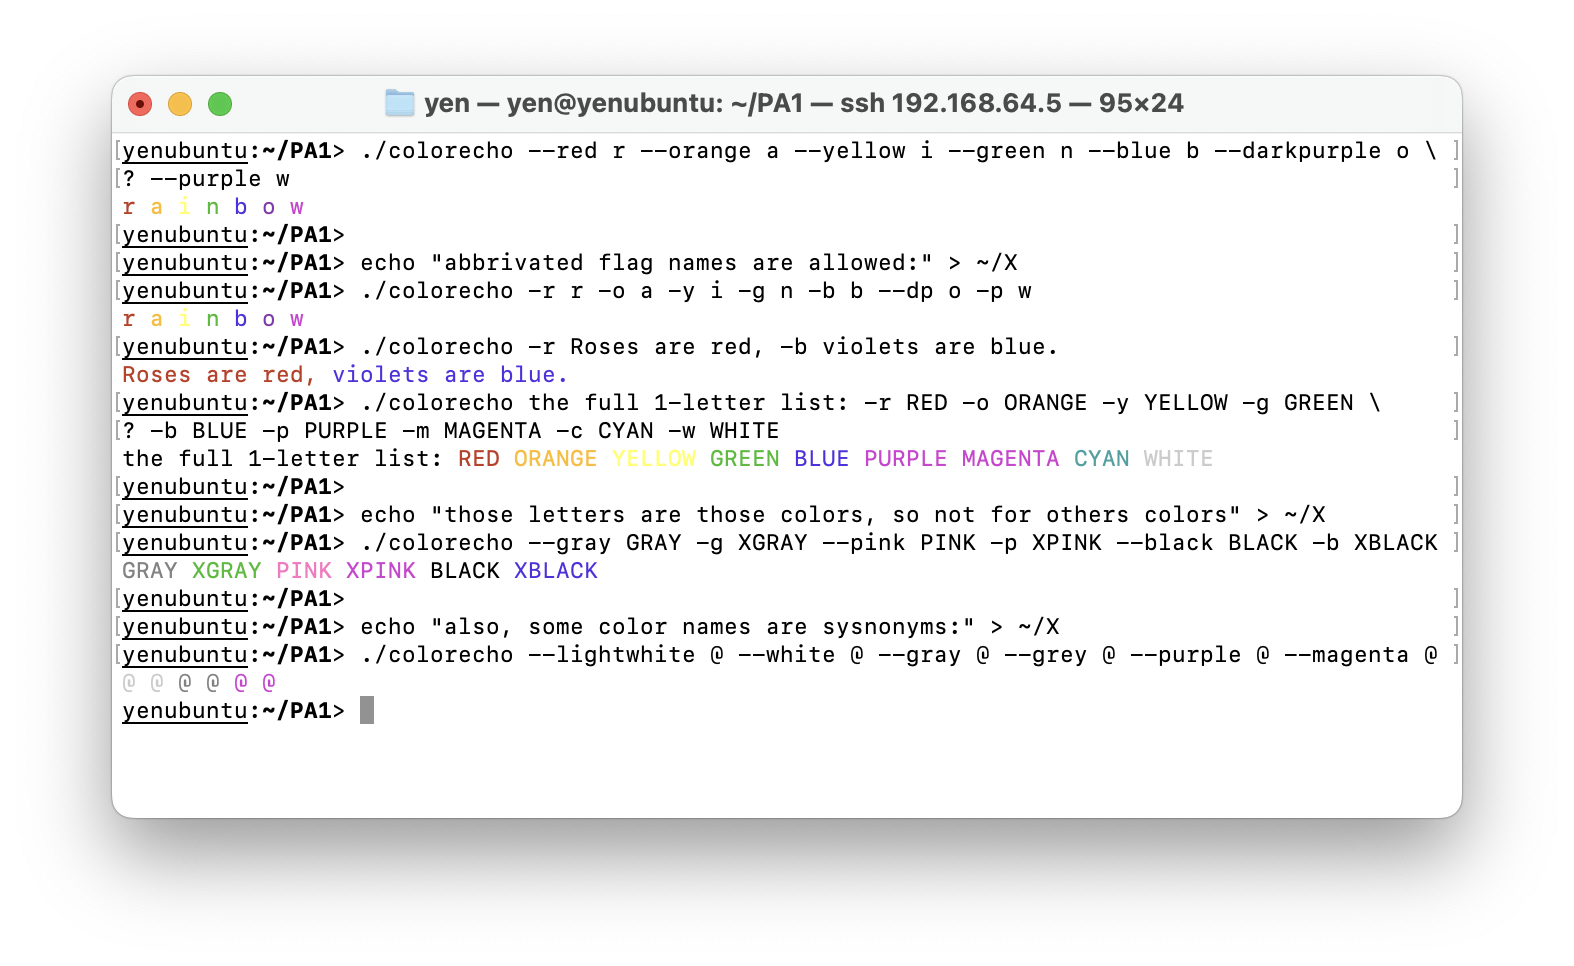 yen — yen@yenubuntu: ~/PA1 — ssh 192.168.64.5 — 95×24
[yenubuntu:~/PA1> ./colorecho --red r --orange a --yellow i --green n --blue b --darkpurple o \ ]
[? --purple w ]
r a i n b o w
[yenubuntu:~/PA1> ]
[yenubuntu:~/PA1> echo "abbrivated flag names are allowed:" > ~/X ]
[yenubuntu:~/PA1> ./colorecho -r r -o a -y i -g n -b b --dp o -p w ]
r a i n b o w
[yenubuntu:~/PA1> ./colorecho -r Roses are red, -b violets are blue. ]
Roses are red, violets are blue.
[yenubuntu:~/PA1> ./colorecho the full 1-letter list: -r RED -o ORANGE -y YELLOW -g GREEN \ ]
[? -b BLUE -p PURPLE -m MAGENTA -c CYAN -w WHITE ]
the full 1-letter list: RED ORANGE YELLOW GREEN BLUE PURPLE MAGENTA CYAN WHITE
[yenubuntu:~/PA1> ]
[yenubuntu:~/PA1> echo "those letters are those colors, so not for others colors" > ~/X ]
[yenubuntu:~/PA1> ./colorecho --gray GRAY -g XGRAY --pink PINK -p XPINK --black BLACK -b XBLACK ]
GRAY XGRAY PINK XPINK BLACK XBLACK
[yenubuntu:~/PA1> ]
[yenubuntu:~/PA1> echo "also, some color names are sysnonyms:" > ~/X ]
[yenubuntu:~/PA1> ./colorecho --lightwhite @ --white @ --gray @ --grey @ --purple @ --magenta @ ]
@ @ @ @ @ @
yenubuntu:~/PA1>